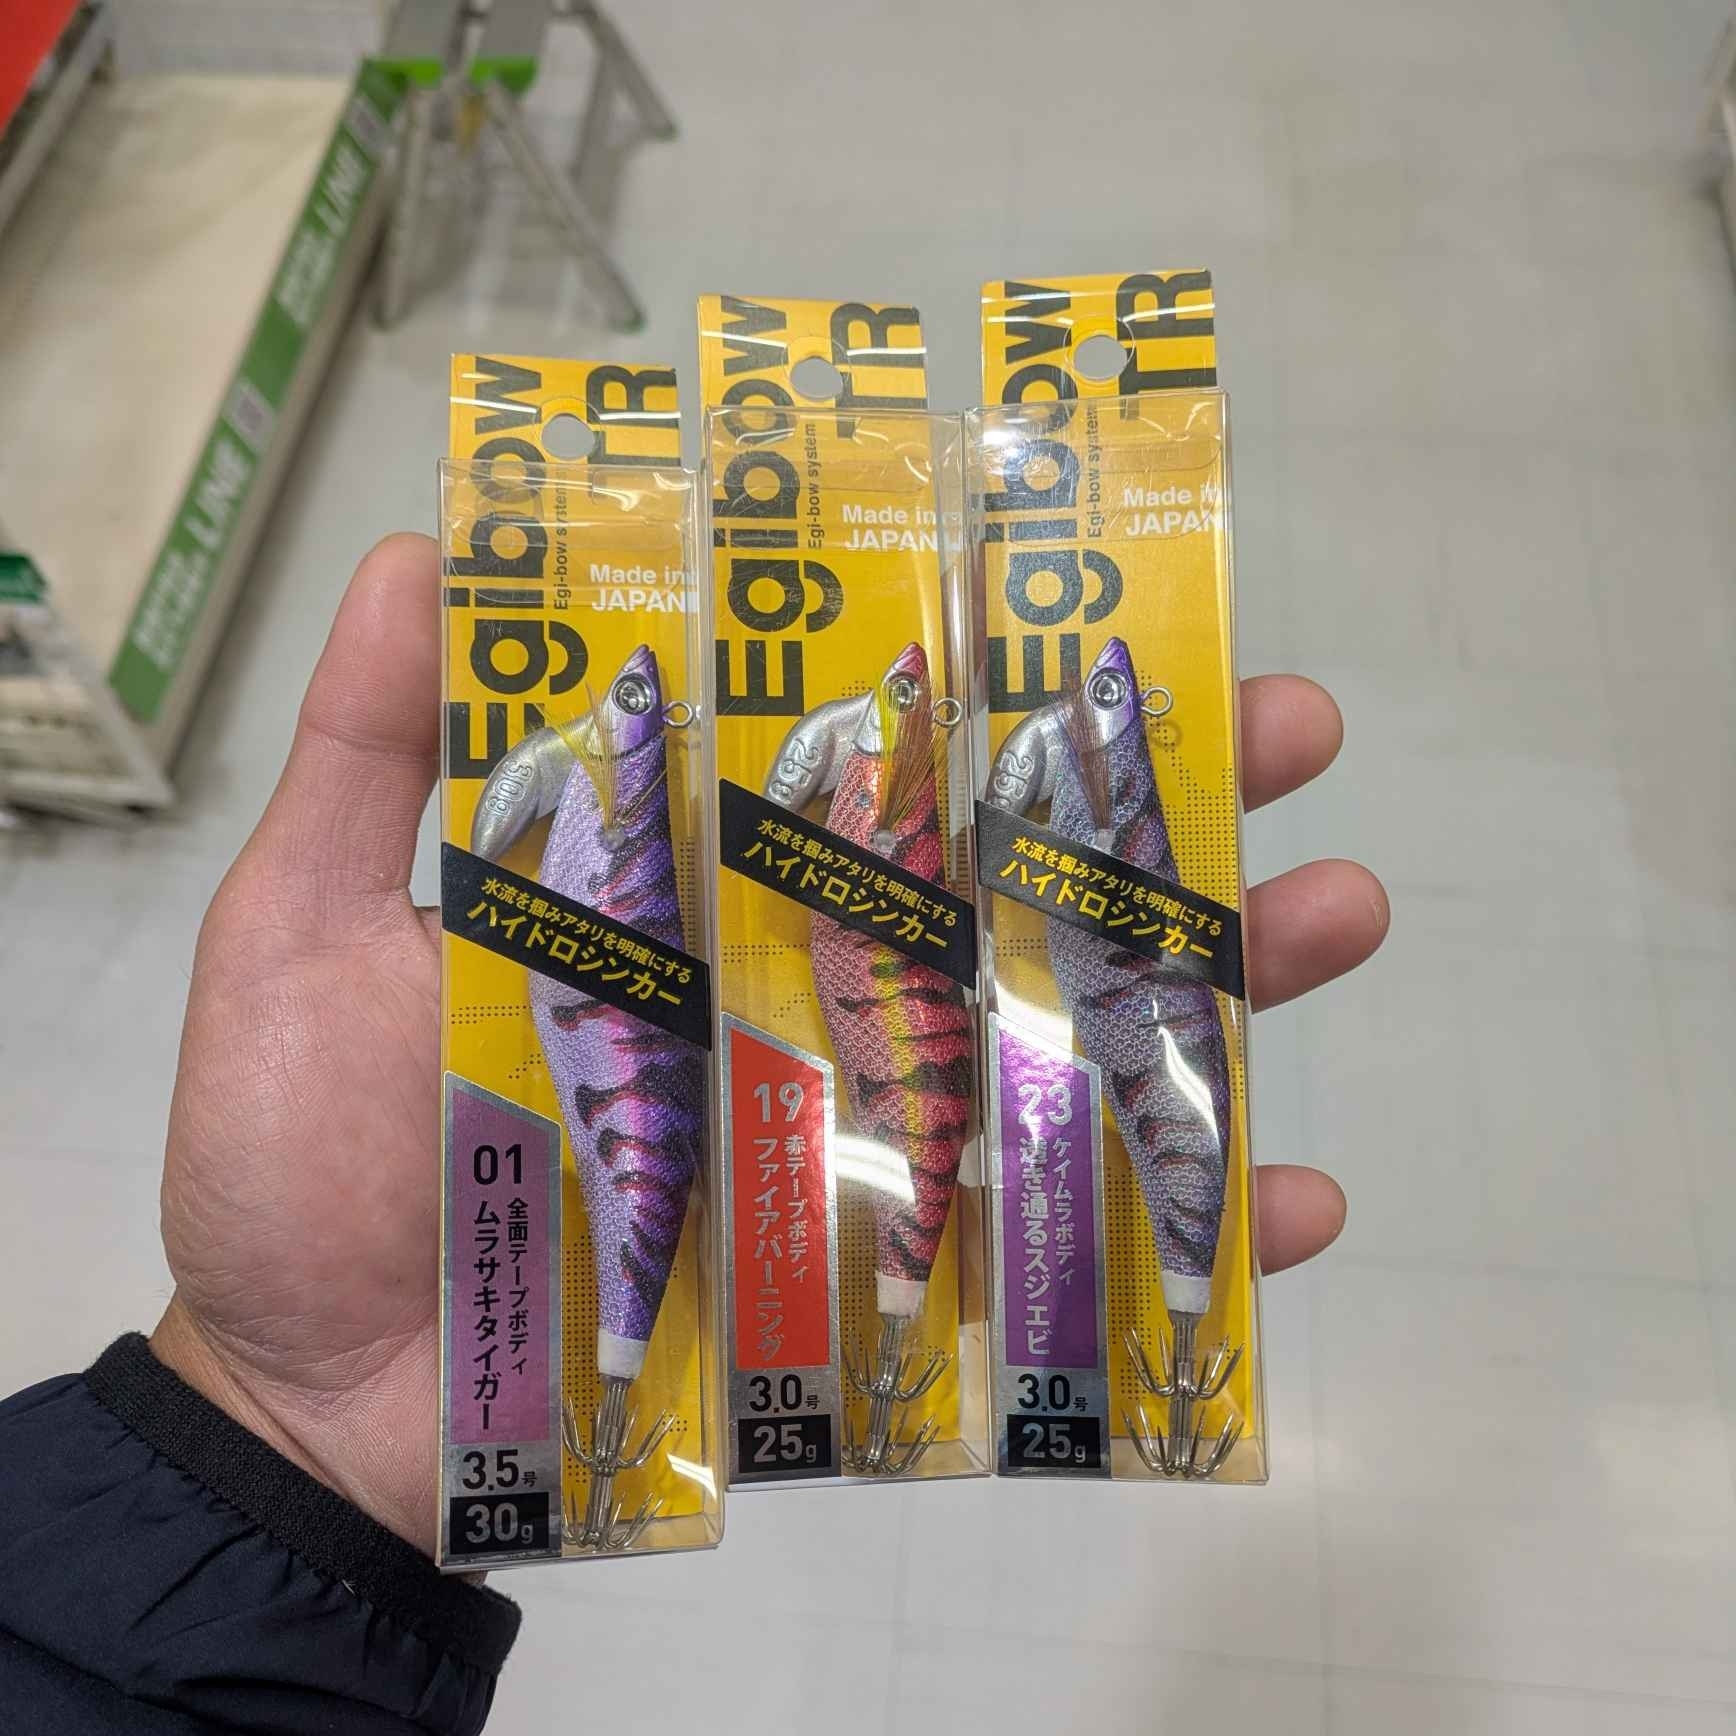 Egibow
TR
Egi-bow system
Made in
JAPAN
30g
水流を掴みアタリを明確にする
ハイドロシンカー
01
全面テープボディ
ムラサキタイガー
3.5号
30g
Egibow
TR
Egi-bow system
Made in
JAPAN
25g
水流を掴みアタリを明確にする
ハイドロシンカー
19
赤テープボディ
ファイアバーニング
3.0号
25g
Egibow
TR
Egi-bow system
Made in
JAPAN
25g
水流を掴みアタリを明確にする
ハイドロシンカー
23
ケイムラボディ
透き通るスジエビ
3.0号
25g
LINE
LINE